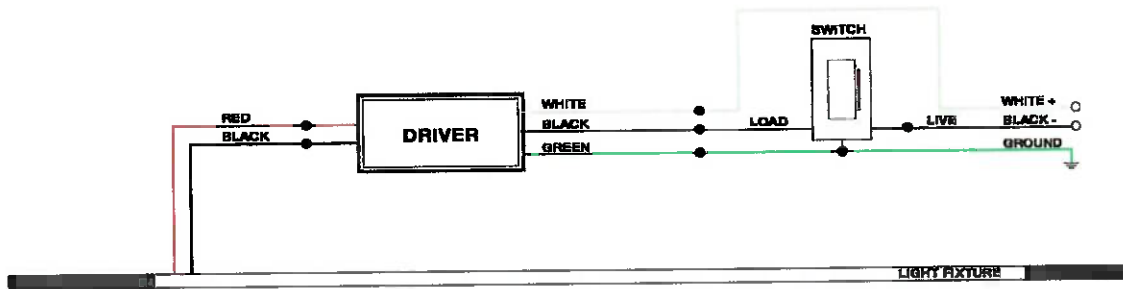 SWITCH
WHITE
WHITE +
RED
BLACK
LOAD
LIVE
BLACK -
DRIVER
BLACK
GREEN
GROUND
LIGHT FIXTURE